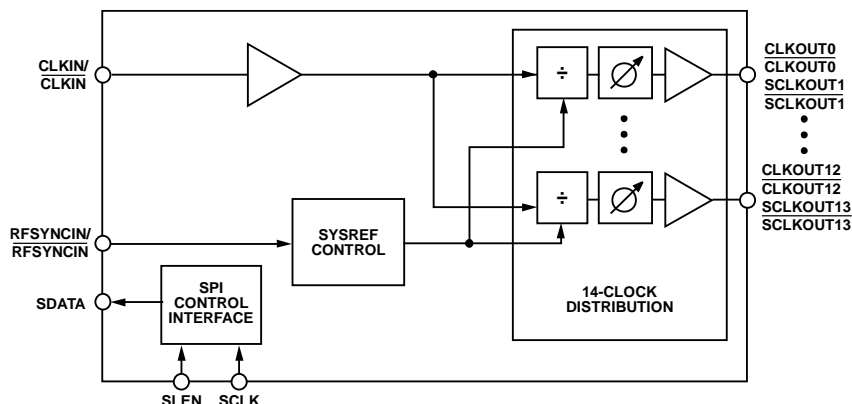 CLKIN/
CLKIN
RFSYNCIN/
RFSYNCIN
SDATA
SLEN
SCLK
SPI
CONTROL
INTERFACE
SYSREF
CONTROL
÷
÷
14-CLOCK
DISTRIBUTION
CLKOUT0
CLKOUT0
SCLKOUT1
SCLKOUT1
CLKOUT12
CLKOUT12
SCLKOUT13
SCLKOUT13